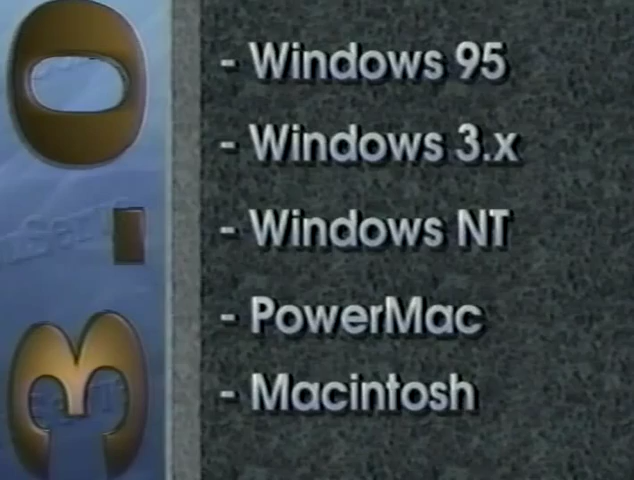 3.0
- Windows 95
- Windows 3.x
- Windows NT
- PowerMac
- Macintosh